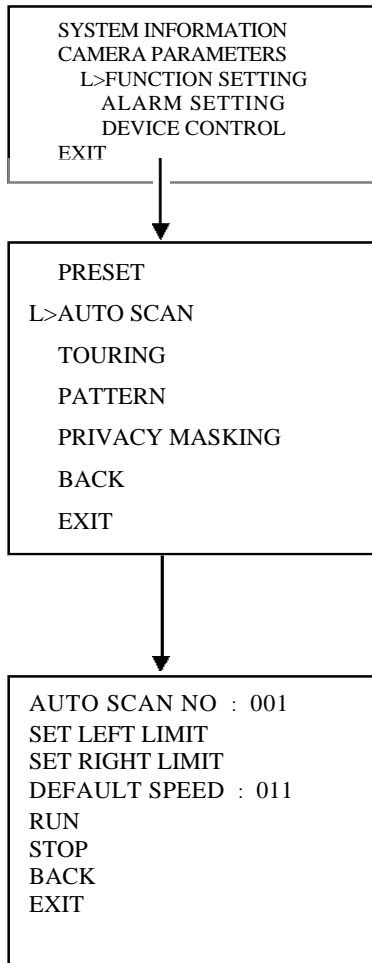 SYSTEM INFORMATION
CAMERA PARAMETERS
L>FUNCTION SETTING
ALARM SETTING
DEVICE CONTROL
EXIT
PRESET
L>AUTO SCAN
TOURING
PATTERN
PRIVACY MASKING
BACK
EXIT
AUTO SCAN NO : 001
SET LEFT LIMIT
SET RIGHT LIMIT
DEFAULT SPEED : 011
RUN
STOP
BACK
EXIT